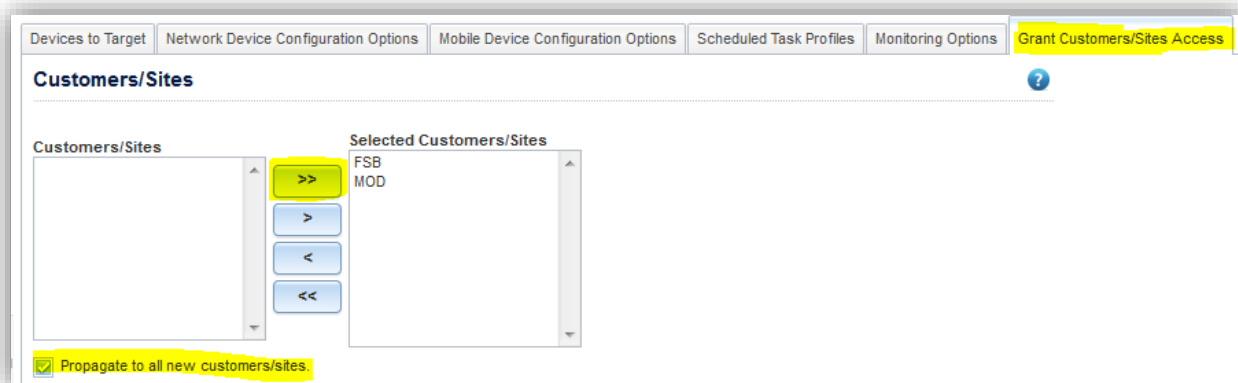 Devices to Target Network Device Configuration Options Mobile Device Configuration Options Scheduled Task Profiles Monitoring Options Grant Customers/Sites Access
Customers/Sites ?
Customers/Sites Selected Customers/Sites
FSB
>> MOD
>
<
<<
Propagate to all new customers/sites.